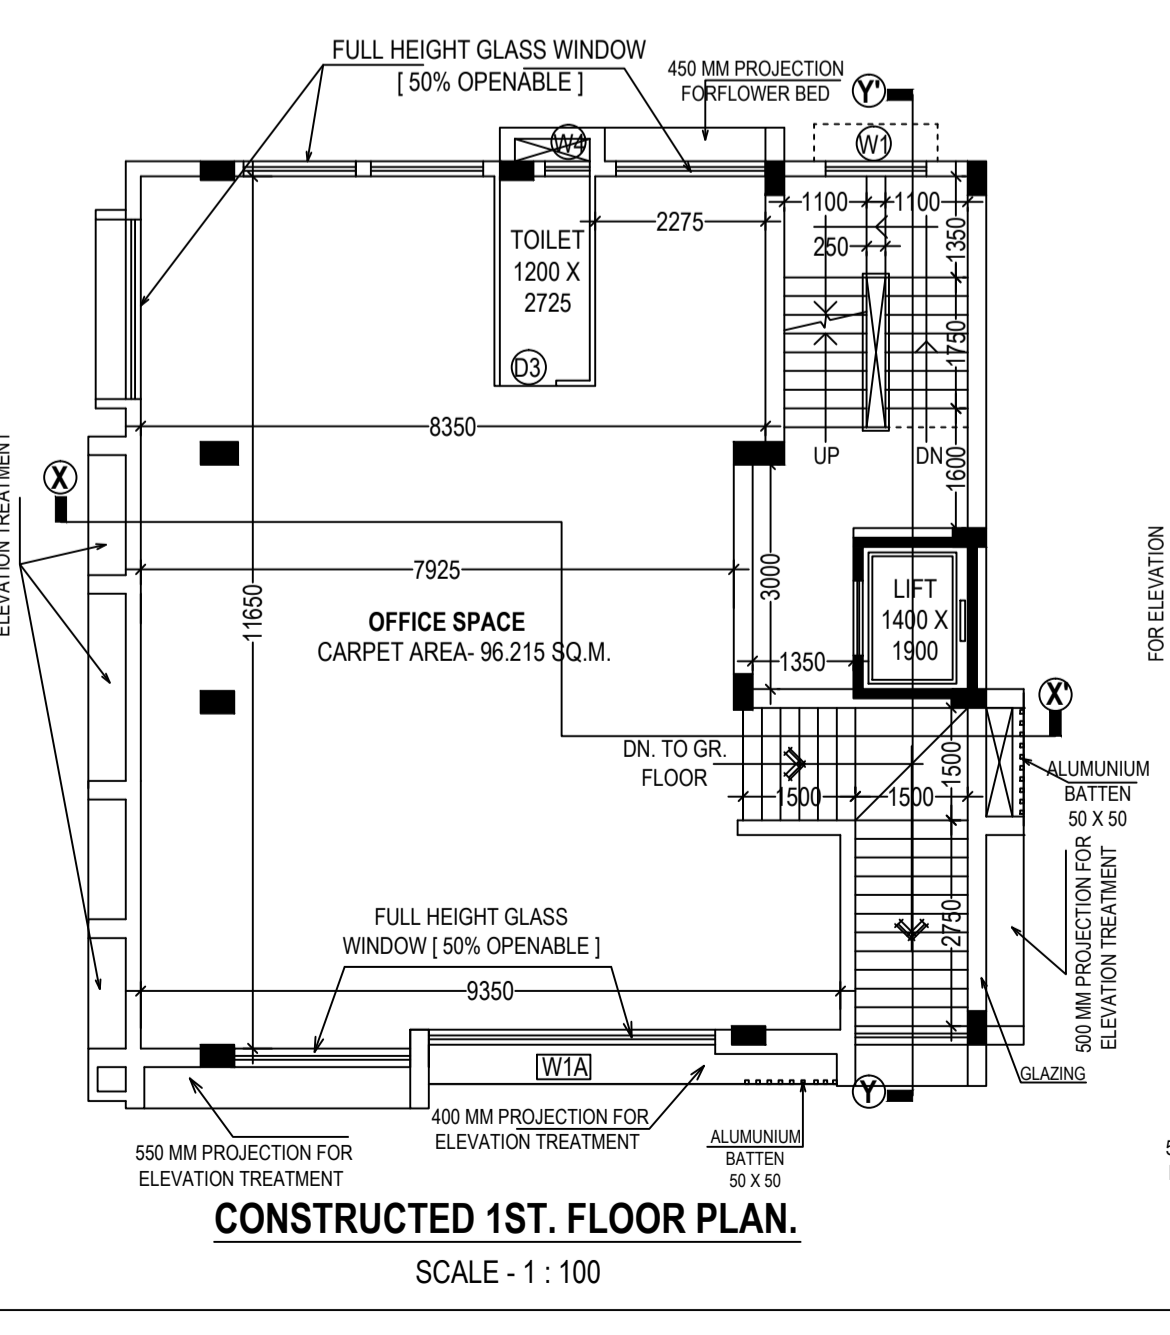 FULL HEIGHT GLASS WINDOW
[ 50% OPENABLE ]
450 MM PROJECTION
FORFLOWER BED
Y'
W4
W1
1100
1100
2275
250
1350
TOILET
1200 X
2725
D3
1750
8350
UP
DN
1600
X
ELEVATION TREATMENT
7925
11650
3000
LIFT
1400 X
1900
OFFICE SPACE
CARPET AREA- 96.215 SQ.M.
1350
FOR ELEVATION
X'
DN. TO GR.
FLOOR
1500
1500
1500
ALUMUNIUM
BATTEN
50 X 50
500 MM PROJECTION FOR
ELEVATION TREATMENT
2750
FULL HEIGHT GLASS
WINDOW [ 50% OPENABLE ]
9350
W1A
GLAZING
Y
550 MM PROJECTION FOR
ELEVATION TREATMENT
400 MM PROJECTION FOR
ELEVATION TREATMENT
ALUMUNIUM
BATTEN
50 X 50
CONSTRUCTED 1ST. FLOOR PLAN.
SCALE - 1 : 100